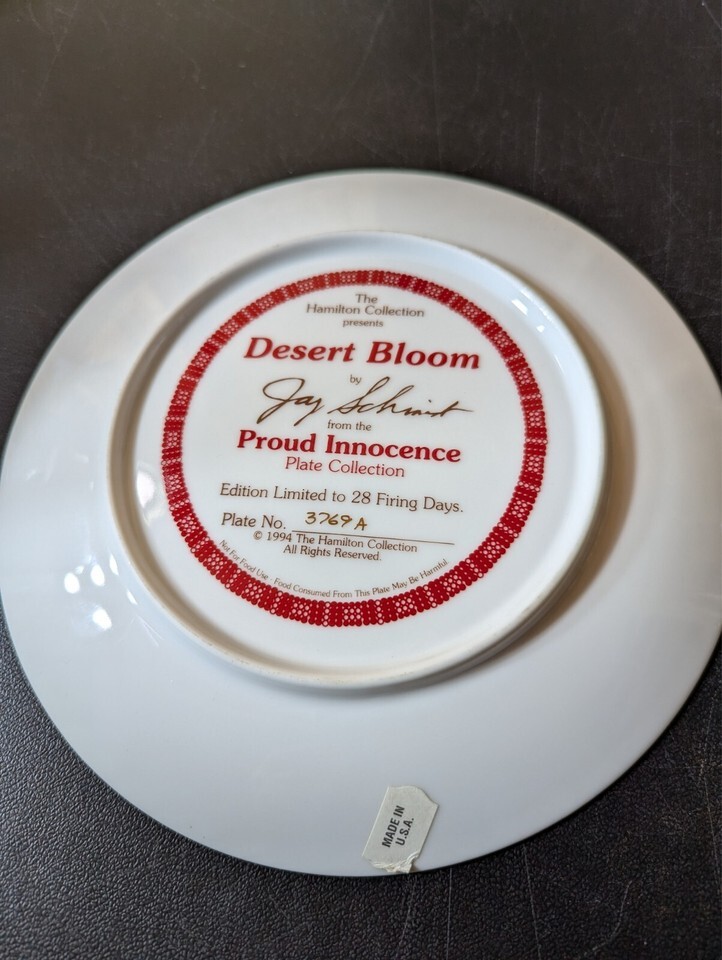 The
Hamilton Collection
presents
Desert Bloom
by
Jay Schmidt
from the
Proud Innocence
Plate Collection
Edition Limited to 28 Firing Days.
Plate No. 3769A
© 1994 The Hamilton Collection
All Rights Reserved.
Not For Food Use - Food Consumed From This Plate May Be Harmful
MADE IN
U.S.A.